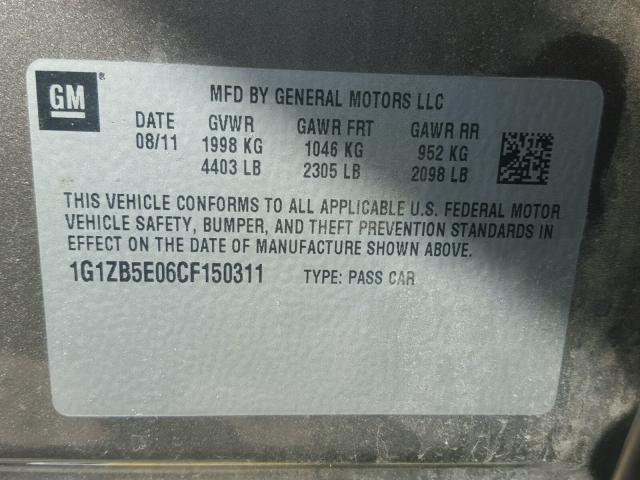 GM ®
MFD BY GENERAL MOTORS LLC
DATE GVWR GAWR FRT GAWR RR
08/11 1998 KG 1046 KG 952 KG
4403 LB 2305 LB 2098 LB
THIS VEHICLE CONFORMS TO ALL APPLICABLE U.S. FEDERAL MOTOR
VEHICLE SAFETY, BUMPER, AND THEFT PREVENTION STANDARDS IN
EFFECT ON THE DATE OF MANUFACTURE SHOWN ABOVE.
1G1ZB5E06CF150311 TYPE: PASS CAR